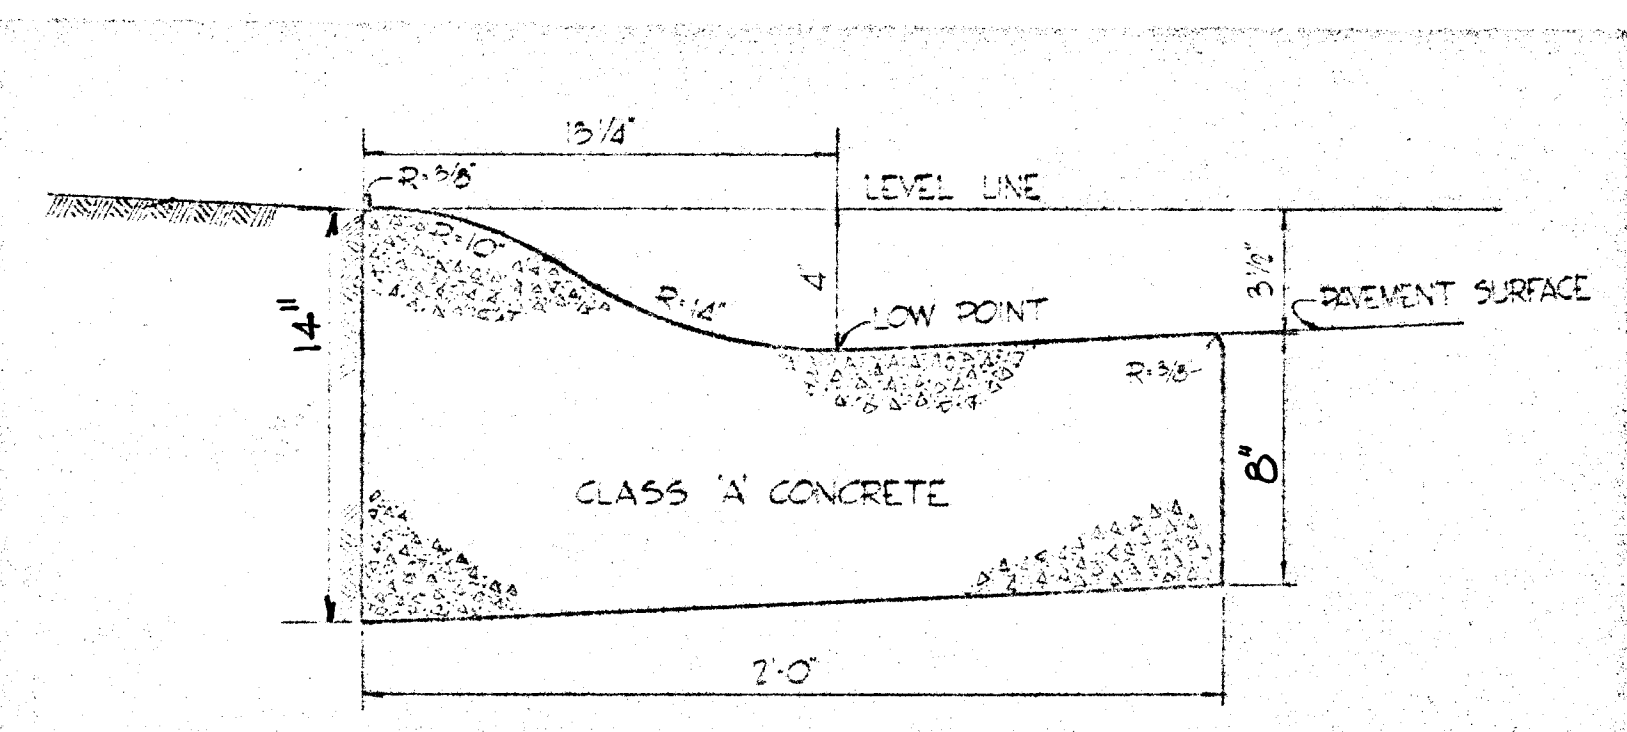 13 1/4"
R=3/8"
LEVEL LINE
R=10"
3 1/2"
4
R=14"
PAVEMENT SURFACE
LOW POINT
14"
R=3/8
8"
CLASS 'A' CONCRETE
2'-0"